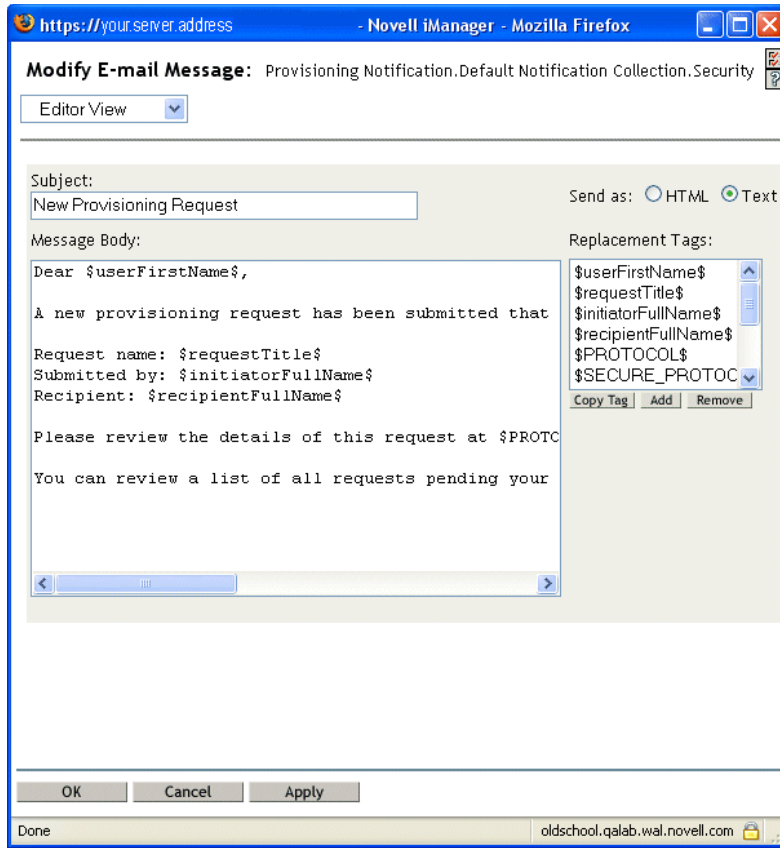 https://your.server.address - Novell iManager - Mozilla Firefox
Modify E-mail Message: Provisioning Notification.Default Notification Collection.Security
Editor View
Subject:
New Provisioning Request
Send as: HTML Text
Message Body:
Replacement Tags:
Dear $userFirstName$,
A new provisioning request has been submitted that
Request name: $requestTitle$
Submitted by: $initiatorFullName$
Recipient: $recipientFullName$
Please review the details of this request at $PROTO
You can review a list of all requests pending your
$userFirstName$
$requestTitle$
$initiatorFullName$
$recipientFullName$
$PROTOCOL$
$SECURE_PROTOC
Copy Tag Add Remove
OK Cancel Apply
Done oldschool.qalab.wal.novell.com